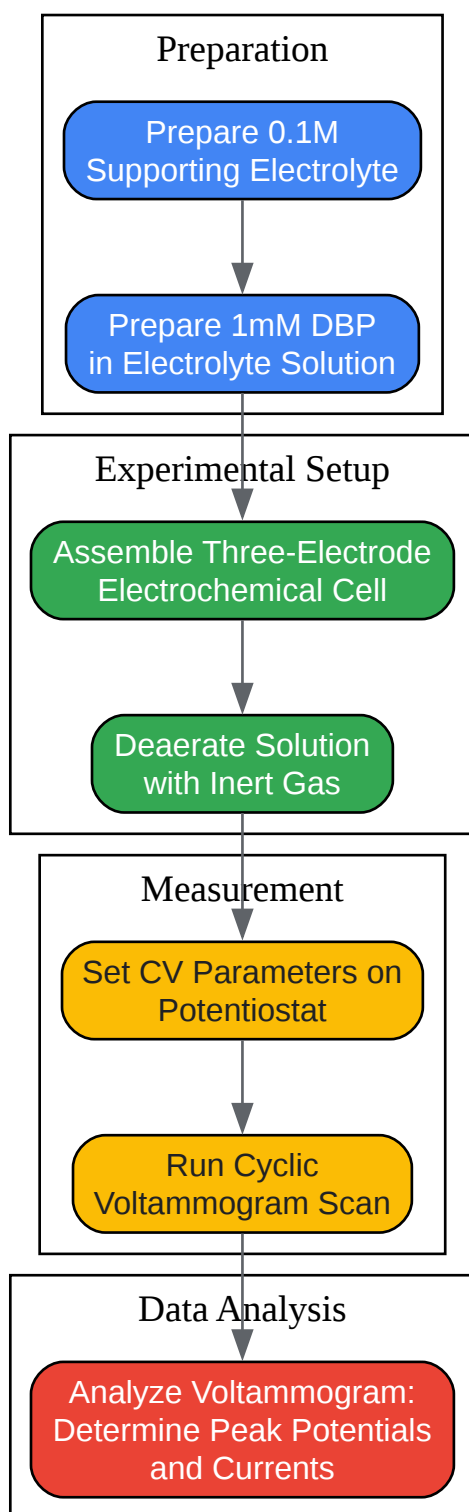 Preparation
Prepare 0.1M
Supporting Electrolyte
Prepare 1mM DBP
in Electrolyte Solution
Experimental Setup
Assemble Three-Electrode
Electrochemical Cell
Deaerate Solution
with Inert Gas
Measurement
Set CV Parameters on
Potentiostat
Run Cyclic
Voltammogram Scan
Data Analysis
Analyze Voltammogram:
Determine Peak Potentials
and Currents